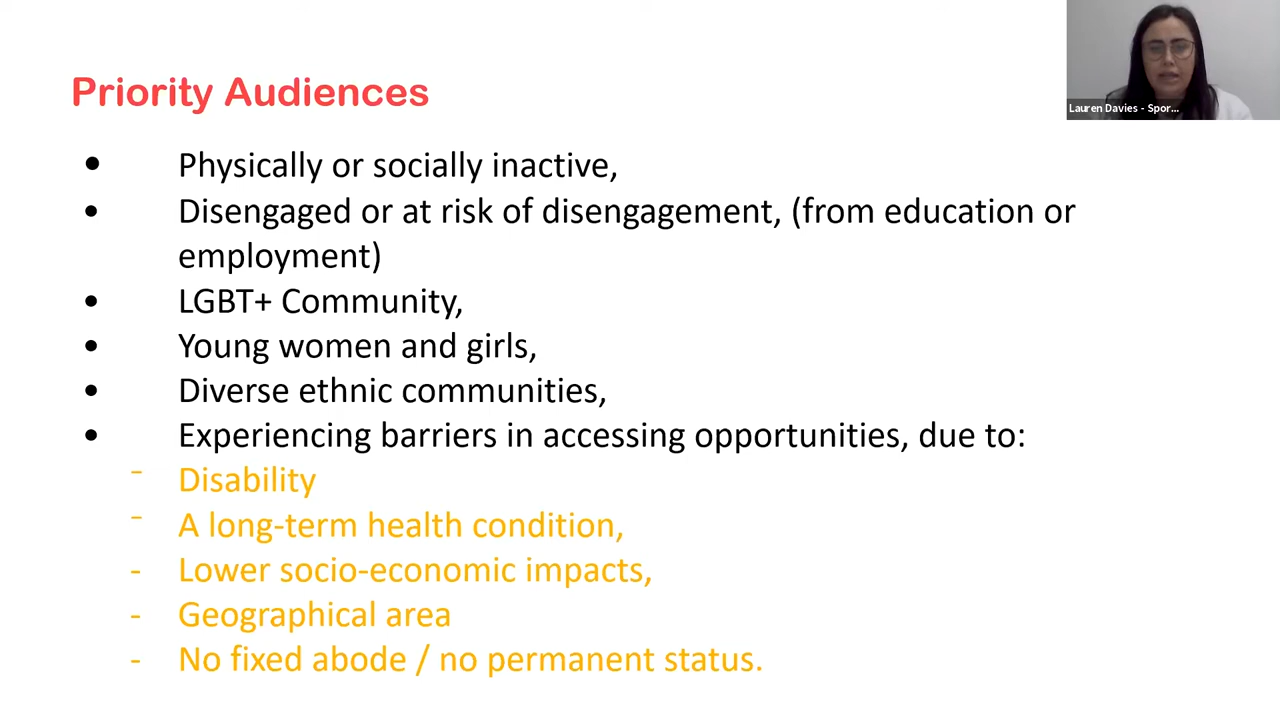 Priority Audiences
Lauren Davies - Spor...
• Physically or socially inactive,
• Disengaged or at risk of disengagement, (from education or
employment)
• LGBT+ Community,
• Young women and girls,
• Diverse ethnic communities,
• Experiencing barriers in accessing opportunities, due to:
⁻ Disability
⁻ A long-term health condition,
- Lower socio-economic impacts,
- Geographical area
- No fixed abode / no permanent status.